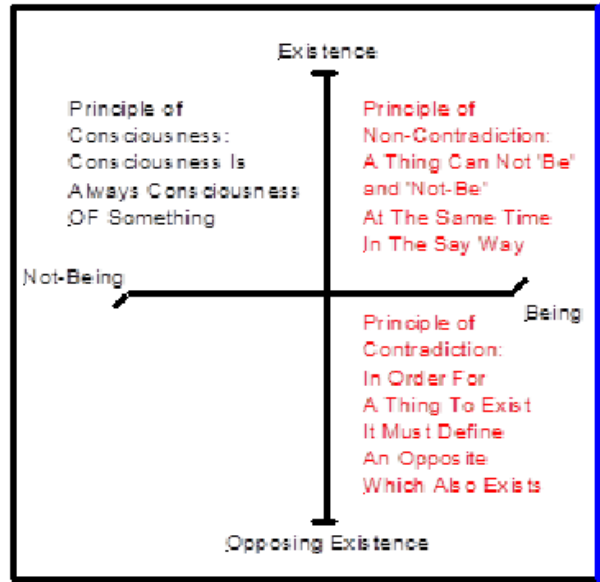 Existence
Principle of
Consciousness:
Consciousness Is
Always Consciousness
OF Something
Principle of
Non-Contradiction:
A Thing Can Not 'Be"
and 'Not-Be"
At The Same Time
In The Say Way
Not-Being
Being
Principle of
Contradiction:
In Order For
A Thing To Exist
It Must Define
An Opposite
Which Also Exists
Opposing Existence